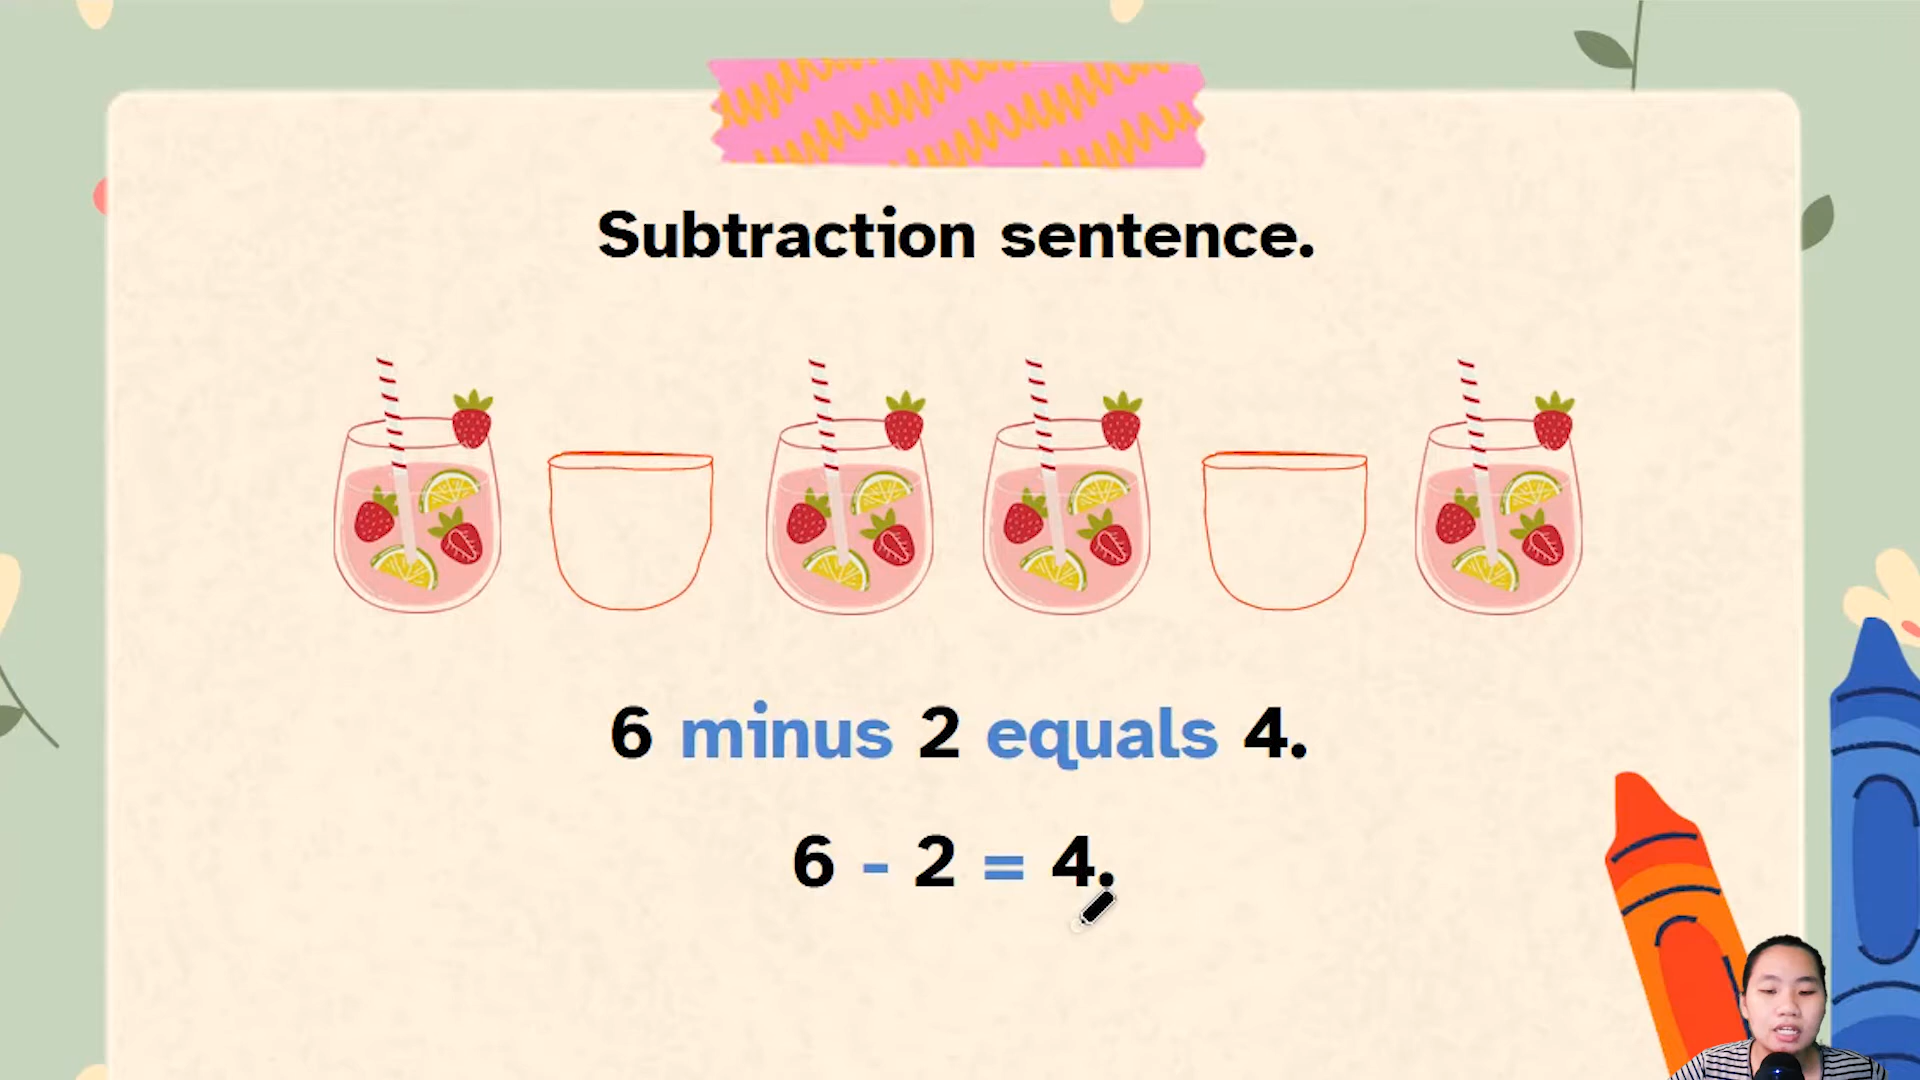 Subtraction sentence.
6 minus 2 equals 4.
6 - 2 = 4.